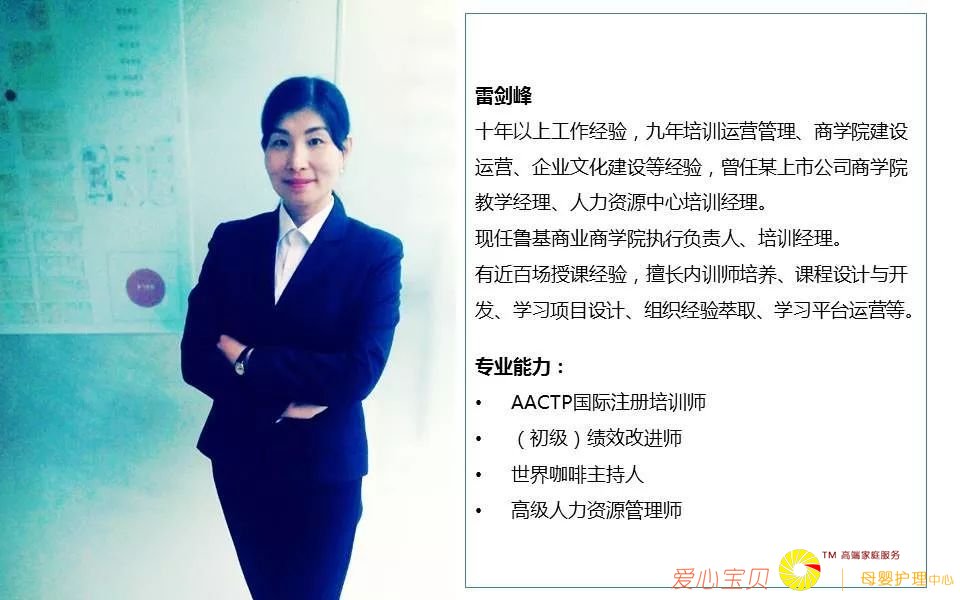 雷剑峰
十年以上工作经验，九年培训运营管理、商学院建设
运营、企业文化建设等经验，曾任某上市公司商学院
教学经理、人力资源中心培训经理。
现任鲁基商业商学院执行负责人、培训经理。
有近百场授课经验，擅长内训师培养、课程设计与开
发、学习项目设计、组织经验萃取、学习平台运营等。
专业能力：
• AACTP国际注册培训师
• （初级）绩效改进师
• 世界咖啡主持人
• 高级人力资源管理师
TM 高端家庭服务
爱心宝贝 | 母婴护理中心